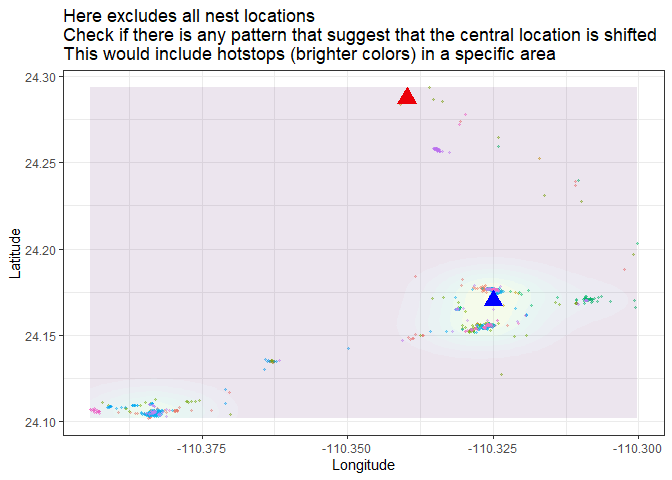 Here excludes all nest locations
Check if there is any pattern that suggest that the central location is shifted
This would include hotstops (brighter colors) in a specific area
24.30
24.25
24.20
24.15
24.10
Latitude
-110.375
-110.350
-110.325
-110.300
Longitude